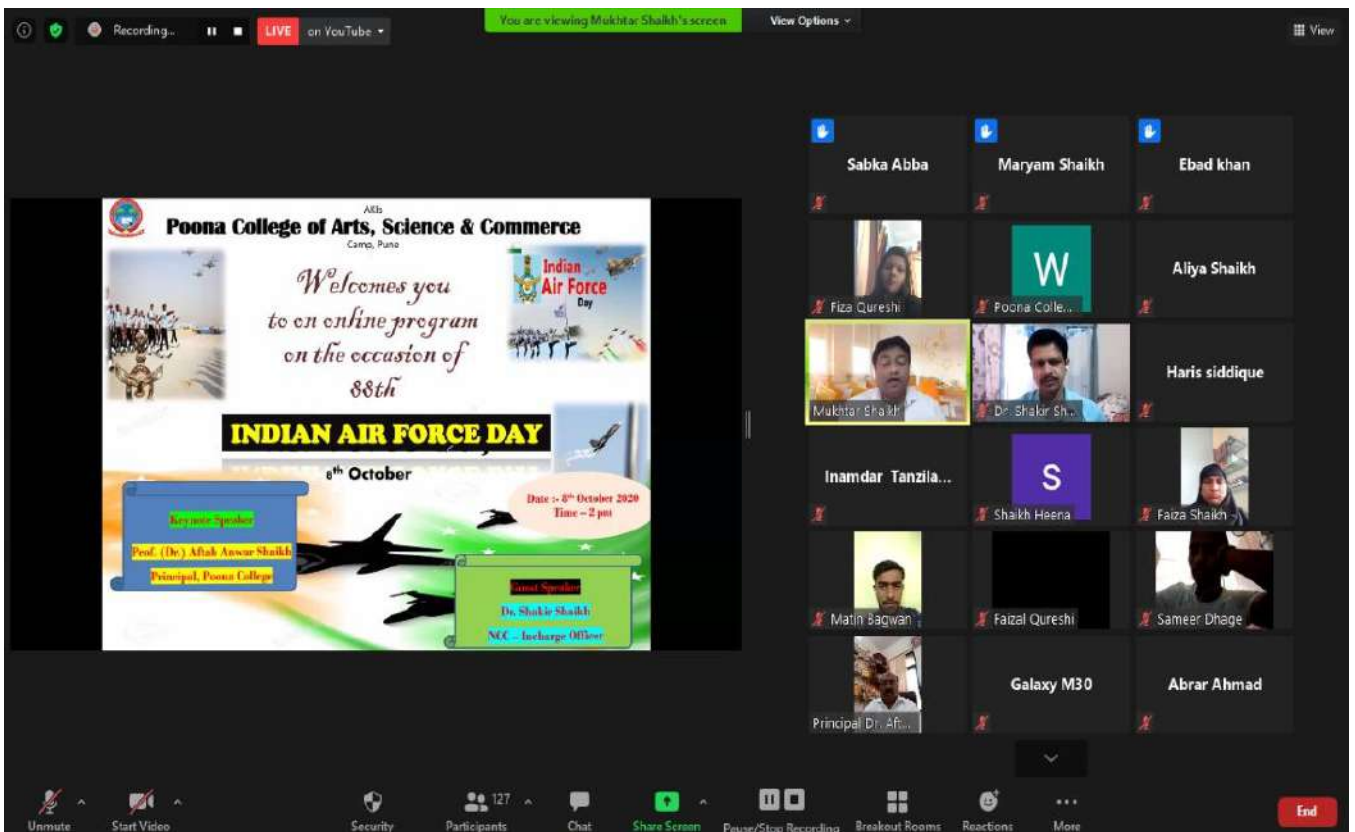 Recording...
LIVE on YouTube
You are viewing Mukhtar Shaikh's screen
View Options
View
AKIs
Poona College of Arts, Science & Commerce
Camp, Pune
Welcomes you
to on online program
on the occasion of
88th
INDIAN AIR FORCE DAY
8th October
Indian
Air Force
Day
Date :- 8th October 2020
Time – 2 pm
Keynote Speaker
Prof. (Dr.) Aftab Anwar Shaikh
Principal, Poona College
Guest Speaker
Dr. Shakir Shaikh
NCC – Incharge Officer
Sabka Abba
Maryam Shaikh
Ebad khan
Fiza Qureshi
W
Poona Colle...
Aliya Shaikh
Mukhtar Shaikh
Dr. Shakir Sh...
Haris siddique
Inamdar Tanzila...
S
Shaikh Heena
Faiza Shaikh
Matin Bagwan
Faizal Qureshi
Sameer Dhage
Principal Dr. Aft...
Galaxy M30
Abrar Ahmad
Unmute
Start Video
Security
127
Participants
Chat
Share Screen
Pause/Stop Recording
Breakout Rooms
Reactions
More
End